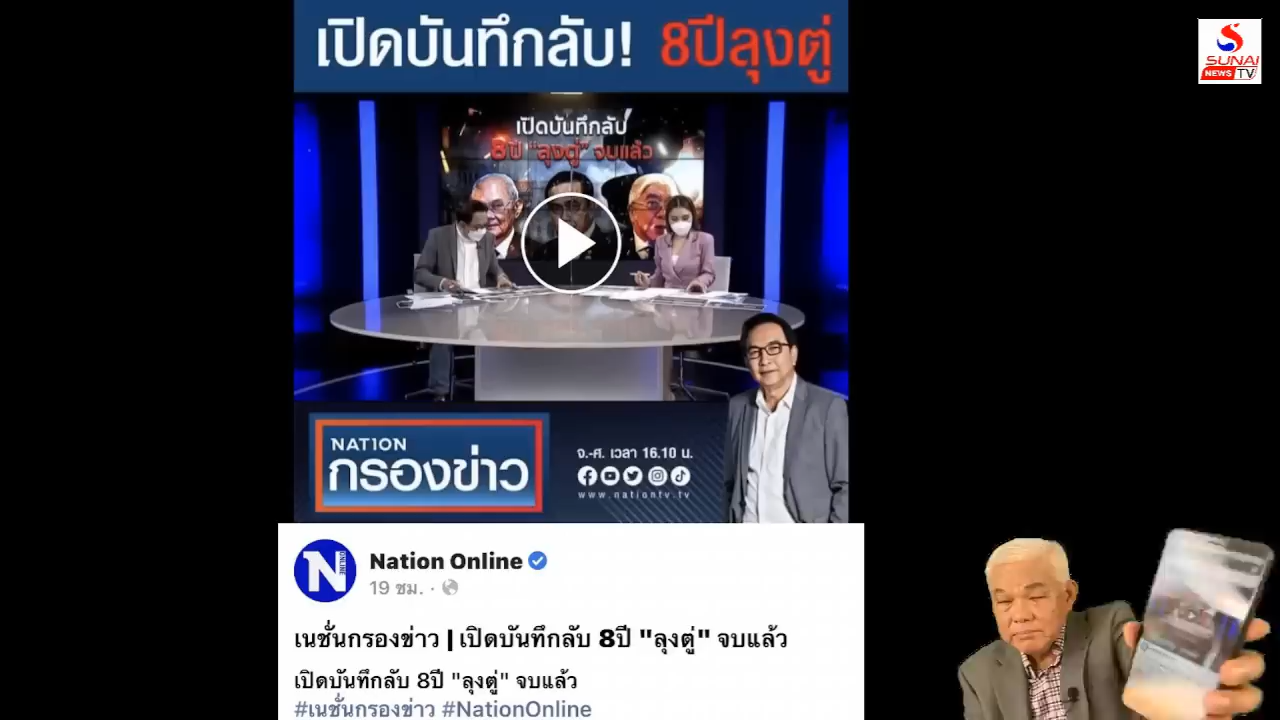 เปิดบันทึกลับ! 8ปีลุงตู่
SUNAI
NEWS TV
เปิดบันทึกลับ
8ปี "ลุงตู่" จบแล้ว
NATION
กรองข่าว
จ.-ศ. เวลา 16.10 น.
www.nationtv.tv
N ONLINE
Nation Online
19 ชม. ·
เนชั่นกรองข่าว | เปิดบันทึกลับ 8ปี "ลุงตู่" จบแล้ว
เปิดบันทึกลับ 8ปี "ลุงตู่" จบแล้ว
#เนชั่นกรองข่าว #NationOnline